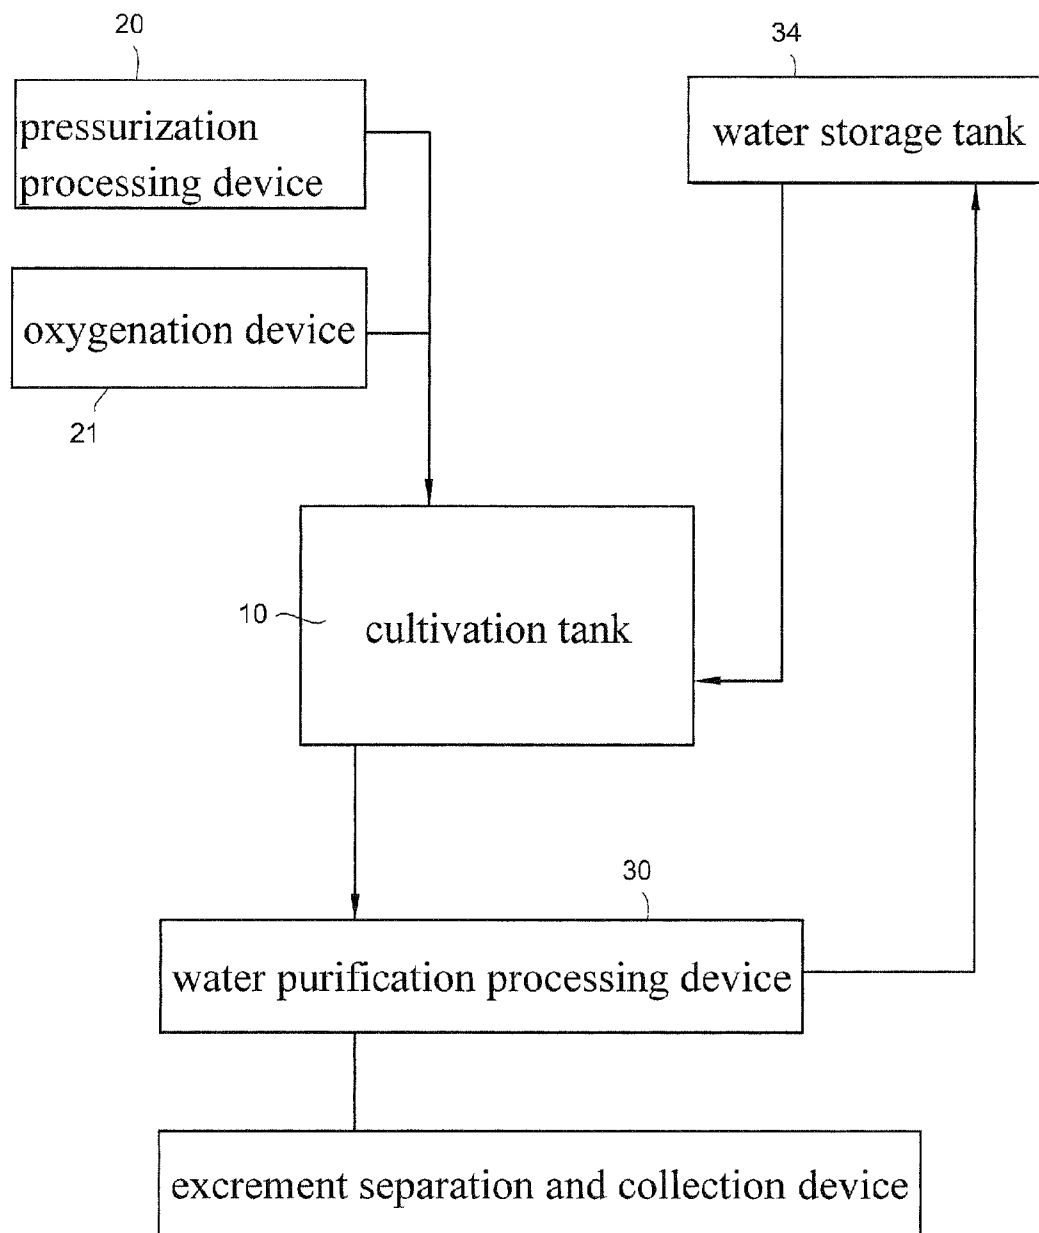 20
34
pressurization
processing device
water storage tank
oxygenation device
21
10
cultivation tank
30
water purification processing device
excrement separation and collection device